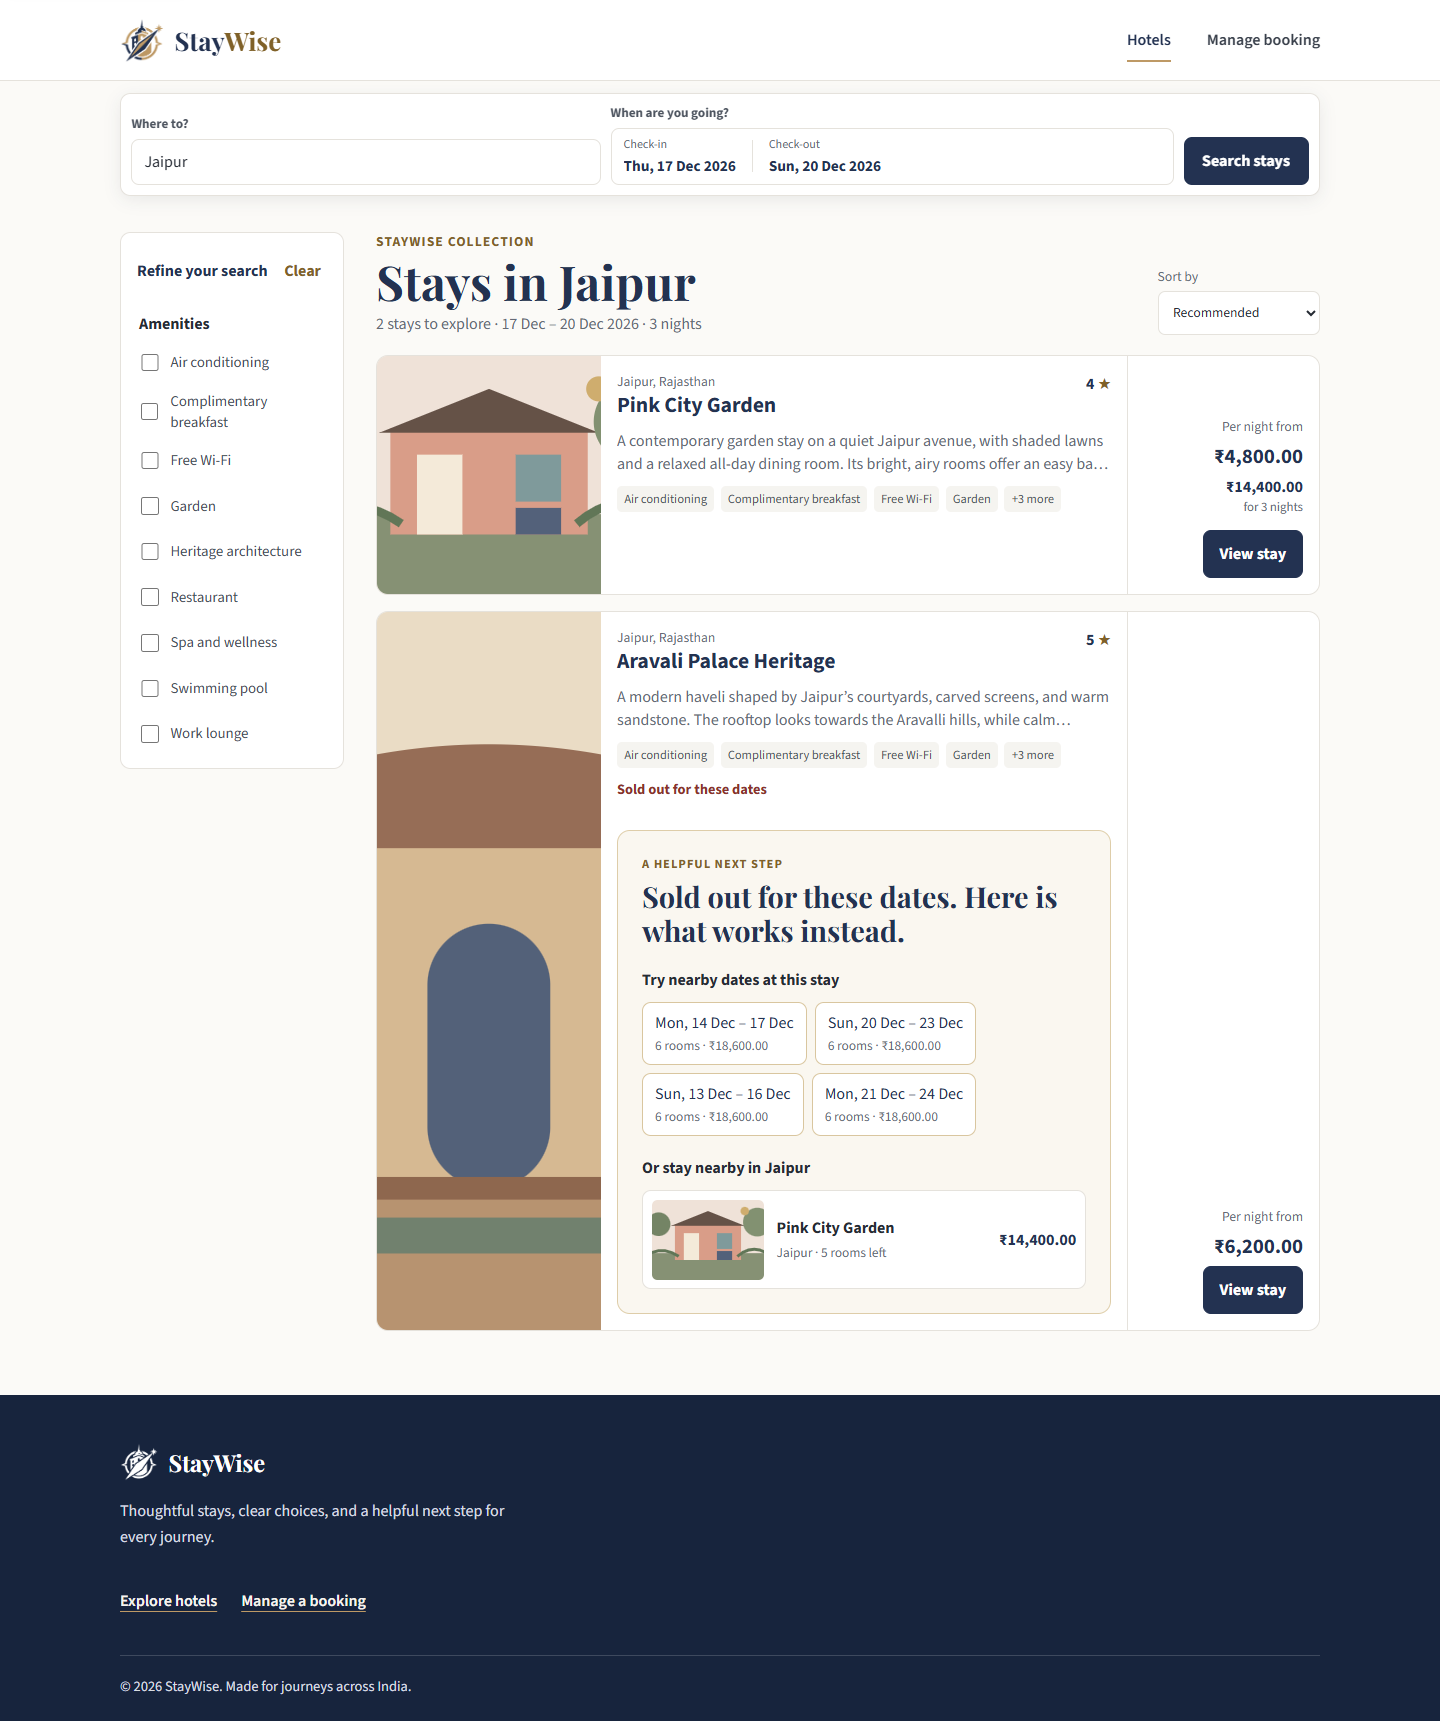 StayWise
Hotels
Manage booking
Where to?
Jaipur
When are you going?
Check-in
Thu, 17 Dec 2026
Check-out
Sun, 20 Dec 2026
Search stays
Refine your search
Clear
Amenities
Air conditioning
Complimentary
breakfast
Free Wi-Fi
Garden
Heritage architecture
Restaurant
Spa and wellness
Swimming pool
Work lounge
STAYWISE COLLECTION
Stays in Jaipur
2 stays to explore · 17 Dec – 20 Dec 2026 · 3 nights
Sort by
Recommended
Jaipur, Rajasthan
4 ★
Pink City Garden
A contemporary garden stay on a quiet Jaipur avenue, with shaded lawns
and a relaxed all-day dining room. Its bright, airy rooms offer an easy ba…
Air conditioning
Complimentary breakfast
Free Wi-Fi
Garden
+3 more
Per night from
₹4,800.00
₹14,400.00
for 3 nights
View stay
Jaipur, Rajasthan
5 ★
Aravali Palace Heritage
A modern haveli shaped by Jaipur’s courtyards, carved screens, and warm
sandstone. The rooftop looks towards the Aravalli hills, while calm…
Air conditioning
Complimentary breakfast
Free Wi-Fi
Garden
+3 more
Sold out for these dates
A HELPFUL NEXT STEP
Sold out for these dates. Here is
what works instead.
Try nearby dates at this stay
Mon, 14 Dec – 17 Dec
6 rooms · ₹18,600.00
Sun, 20 Dec – 23 Dec
6 rooms · ₹18,600.00
Sun, 13 Dec – 16 Dec
6 rooms · ₹18,600.00
Mon, 21 Dec – 24 Dec
6 rooms · ₹18,600.00
Or stay nearby in Jaipur
Pink City Garden
Jaipur · 5 rooms left
₹14,400.00
Per night from
₹6,200.00
View stay
StayWise
Thoughtful stays, clear choices, and a helpful next step for
every journey.
Explore hotels
Manage a booking
© 2026 StayWise. Made for journeys across India.